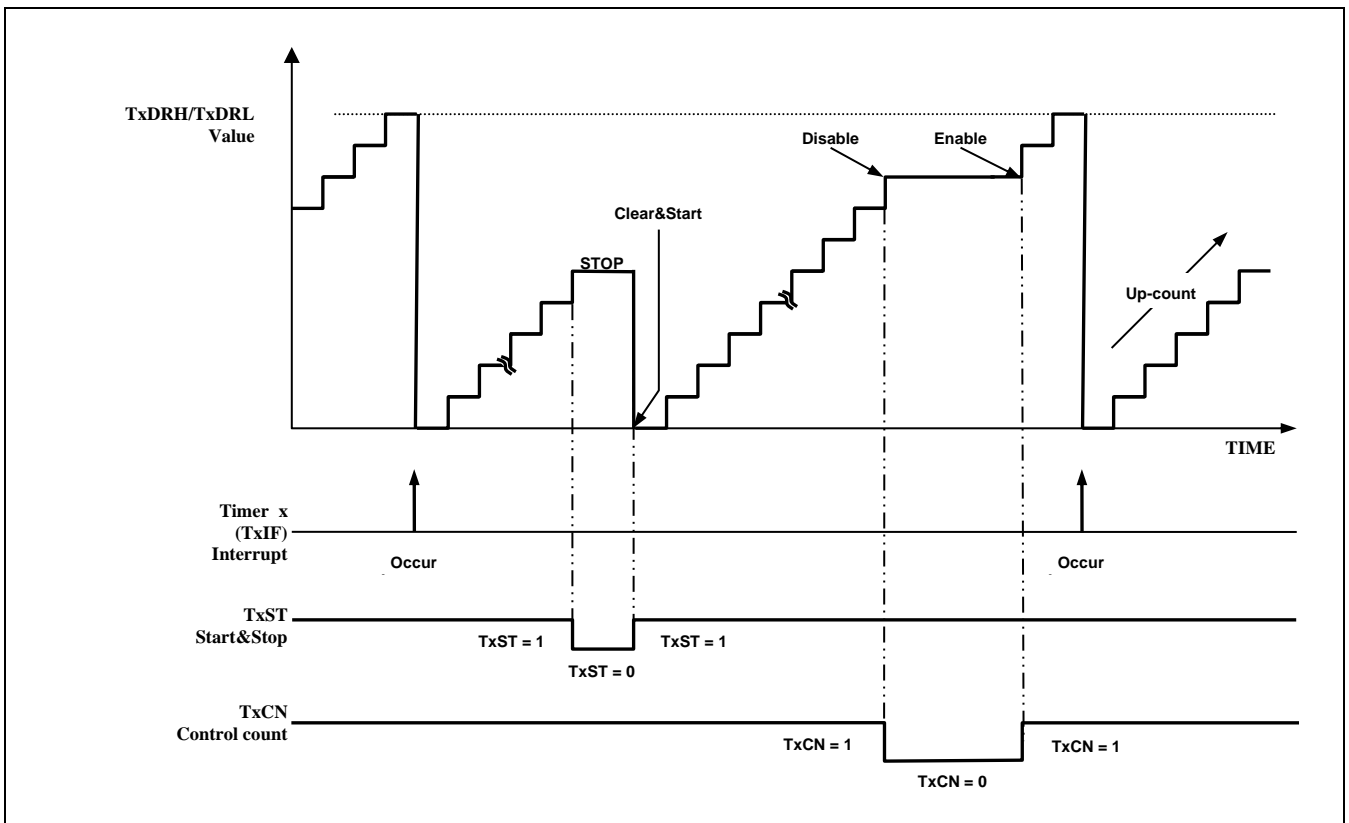 TxDRH/TxDRL
Value
Disable
Enable
Clear&Start
STOP
Up-count
TIME
Timer x
(TxIF)
Interrupt
Occur
Occur
TxST
Start&Stop
TxST = 1
TxST = 0
TxST = 1
TxCN
Control count
TxCN = 1
TxCN = 0
TxCN = 1